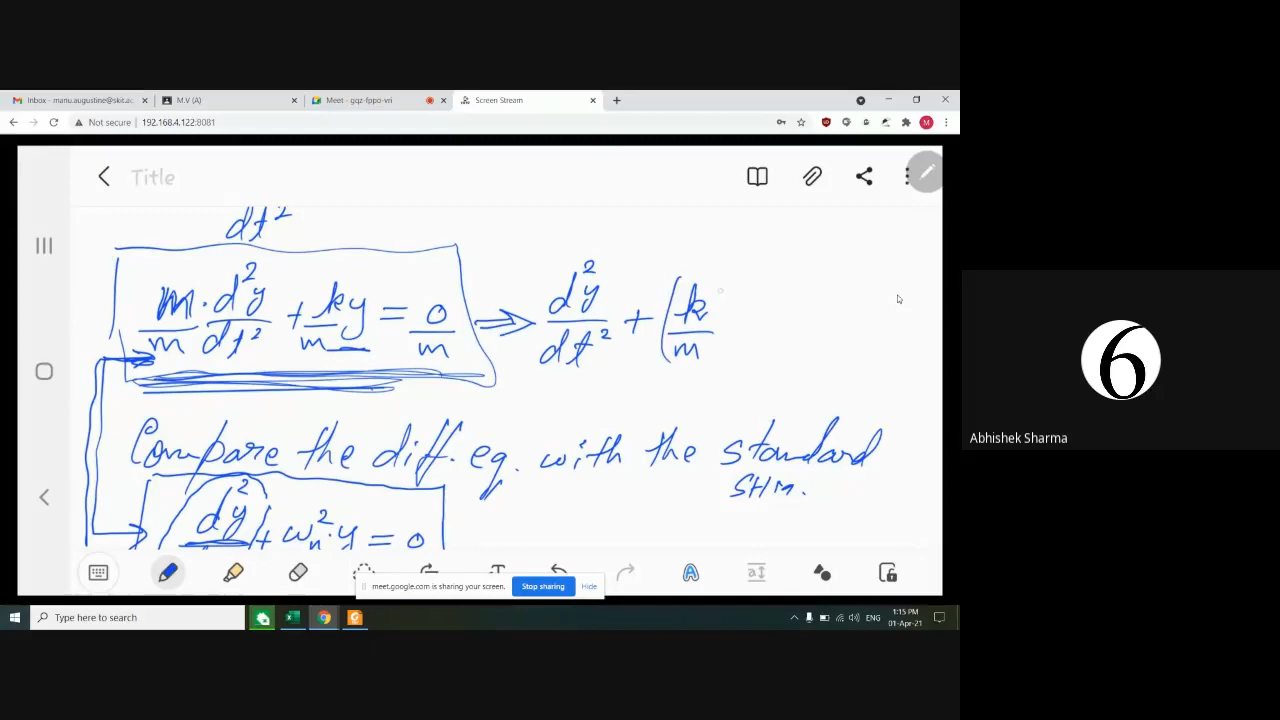 Inbox - manu.augustine@skit.ac
M.V (A)
Meet - gqz-fppo-vri
Screen Stream
Not secure | 192.168.4.122:8081
M
Title
dt²
m/m · d²y/dt² + ky/m = 0/m ⇒ d²y/dt² + (k/m
Compare the diff. eq. with the standard
SHM.
(d²y) + ωn² · y = 0
meet.google.com is sharing your screen.
Stop sharing
Hide
Type here to search
ENG
1:15 PM
01-Apr-21
6
Abhishek Sharma